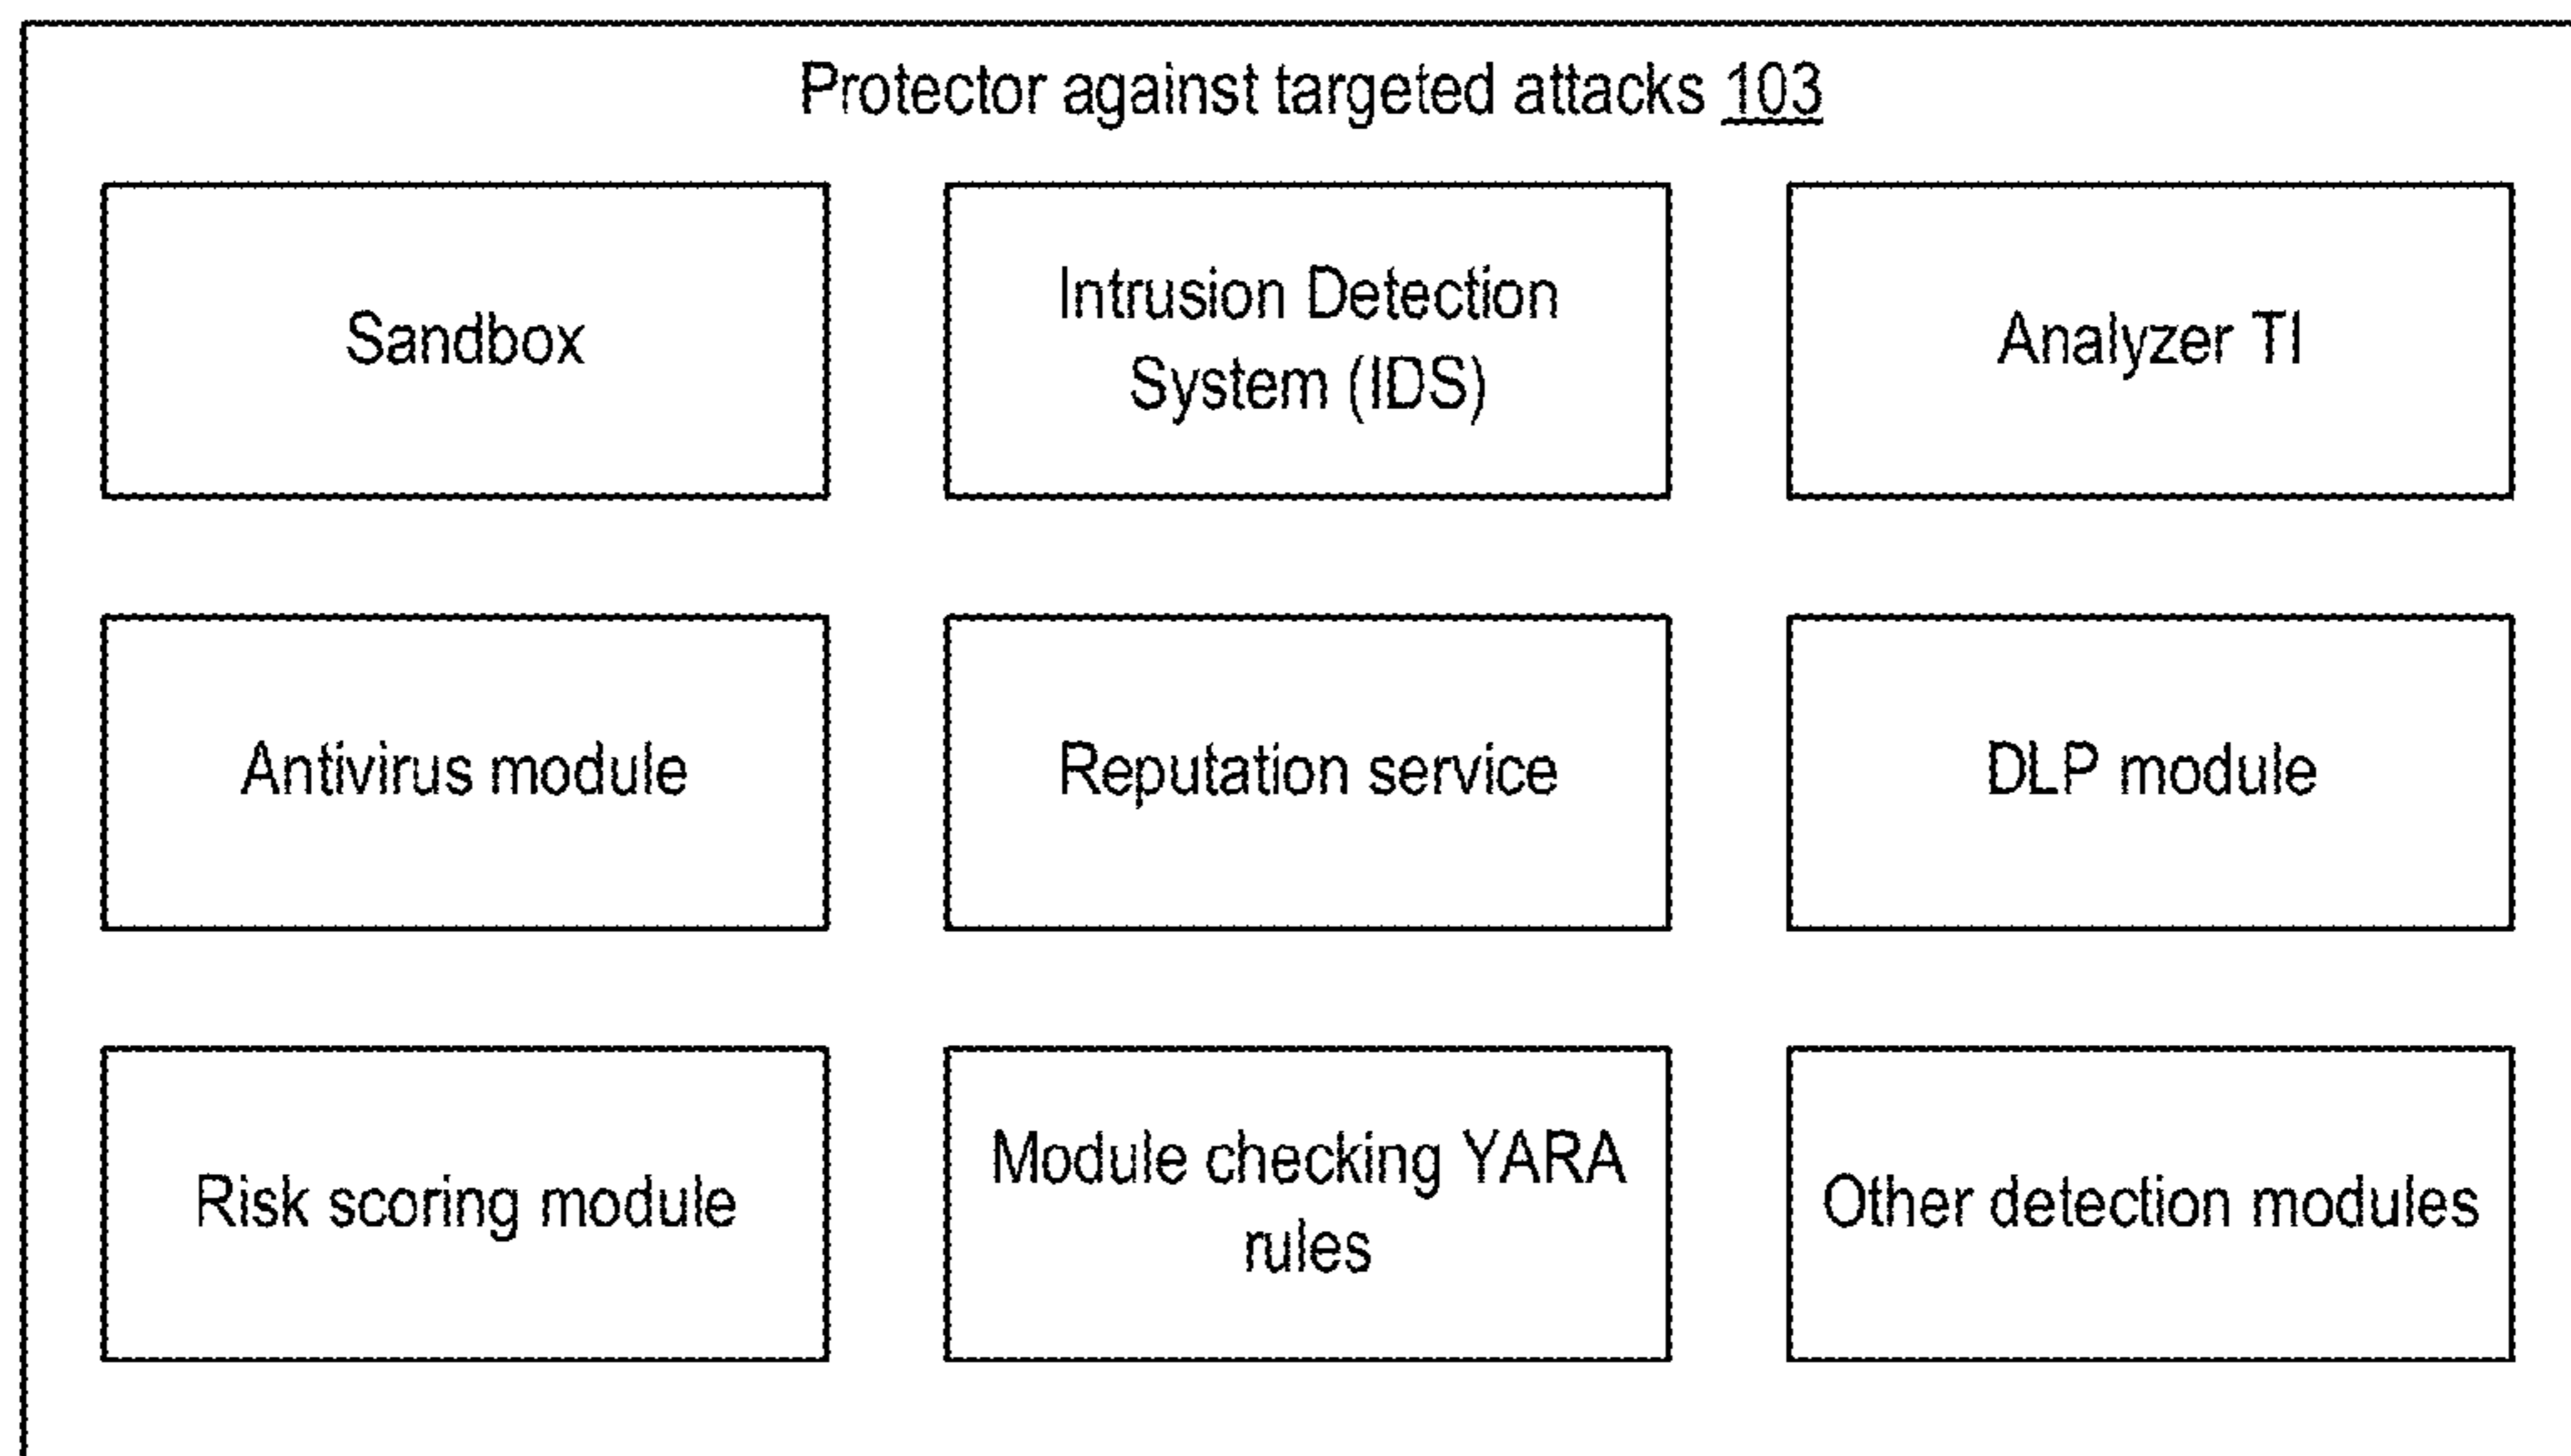 Protector against targeted attacks 103
Sandbox
Intrusion Detection
System (IDS)
Analyzer TI
Antivirus module
Reputation service
DLP module
Risk scoring module
Module checking YARA
rules
Other detection modules